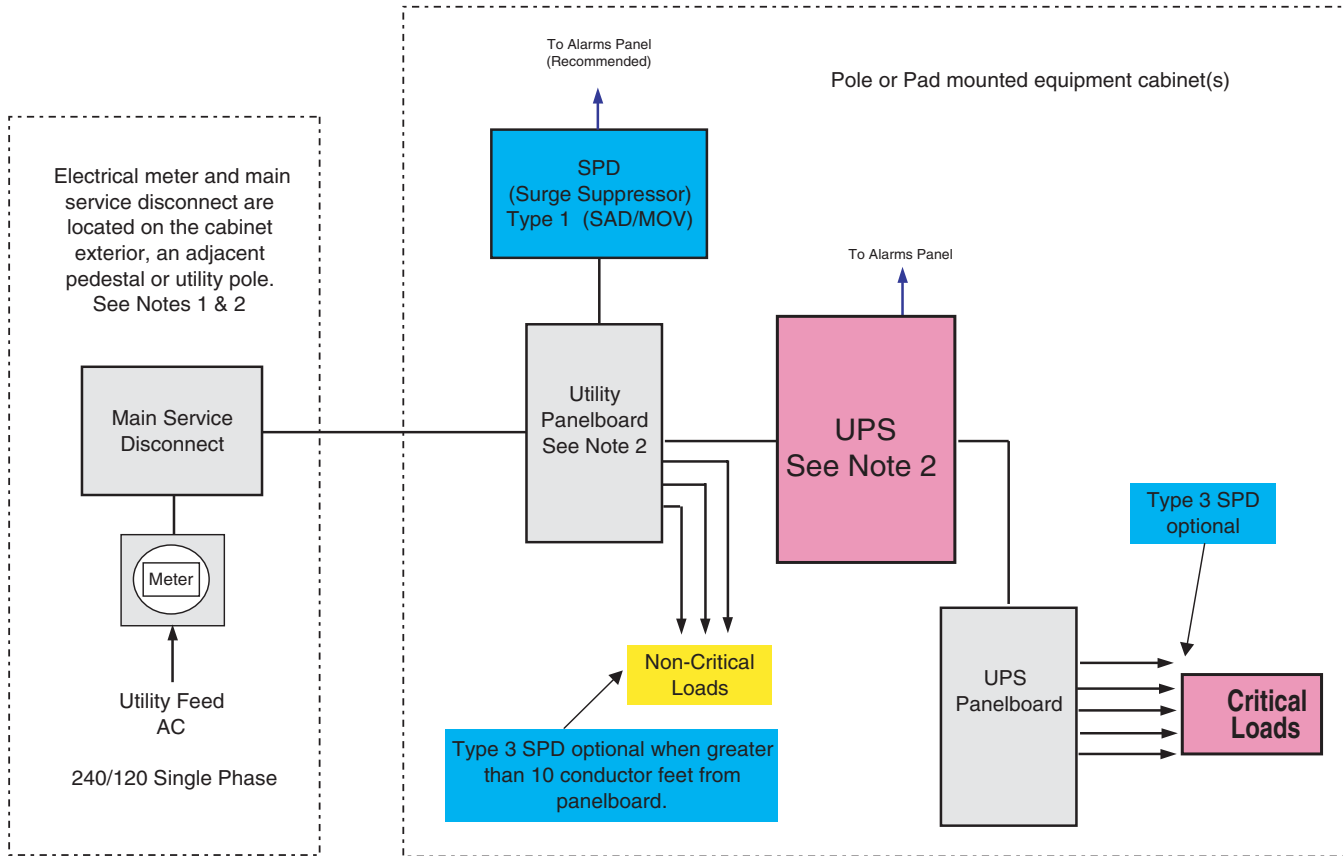 To Alarms Panel
(Recommended)
Pole or Pad mounted equipment cabinet(s)
Electrical meter and main
service disconnect are
located on the cabinet
exterior, an adjacent
pedestal or utility pole.
See Notes 1 & 2
SPD
(Surge Suppressor)
Type 1 (SAD/MOV)
To Alarms Panel
Main Service
Disconnect
Utility
Panelboard
See Note 2
UPS
See Note 2
Type 3 SPD
optional
Meter
Non-Critical
Loads
UPS
Panelboard
Critical
Loads
Utility Feed
AC
240/120 Single Phase
Type 3 SPD optional when greater
than 10 conductor feet from
panelboard.